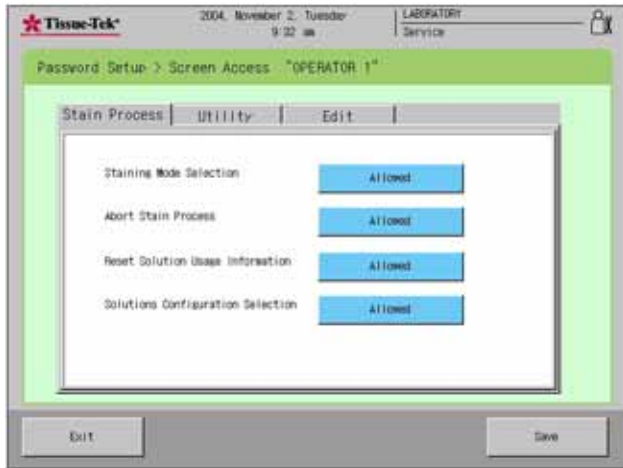 Tissue-Tek®
2004, November 2, Tuesday
9:32 am
LABORATORY
Service
Password Setup > Screen Access "OPERATOR 1"
Stain Process
Utility
Edit
Staining Mode Selection
Allowed
Abort Stain Process
Allowed
Reset Solution Usage Information
Allowed
Solutions Configuration Selection
Allowed
Exit
Save